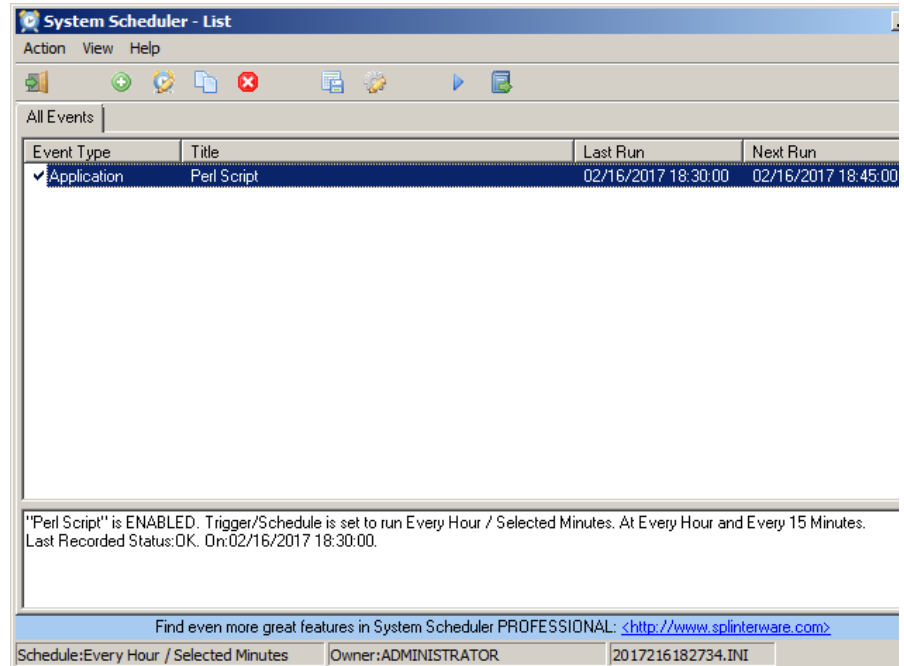 System Scheduler - List
Action View Help
All Events
Event Type Title Last Run Next Run
Application Perl Script 02/16/2017 18:30:00 02/16/2017 18:45:00
"Perl Script" is ENABLED. Trigger/Schedule is set to run Every Hour / Selected Minutes. At Every Hour and Every 15 Minutes.
Last Recorded Status:OK. On:02/16/2017 18:30:00.
Find even more great features in System Scheduler PROFESSIONAL: <http://www.splinterware.com>
Schedule:Every Hour / Selected Minutes Owner:ADMINISTRATOR 2017216182734.INI